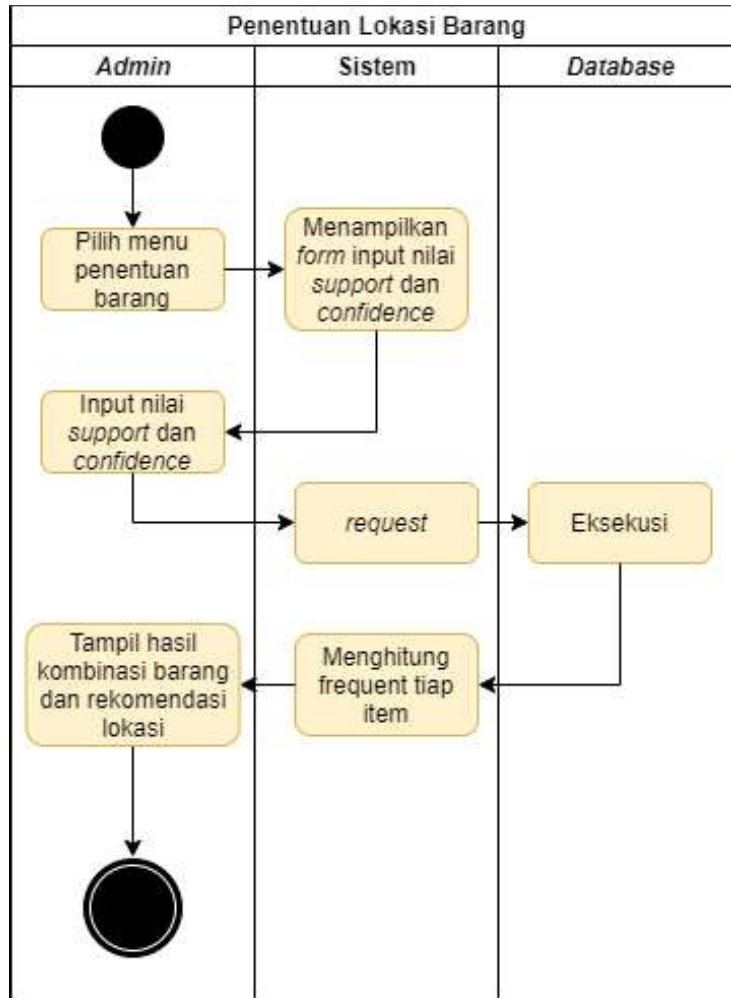 Penentuan Lokasi Barang
Admin
Sistem
Database
Pilih menu
penentuan
barang
Menampilkan
form input nilai
support dan
confidence
Input nilai
support dan
confidence
request
Eksekusi
Tampil hasil
kombinasi barang
dan rekomendasi
lokasi
Menghitung
frequent tiap
item